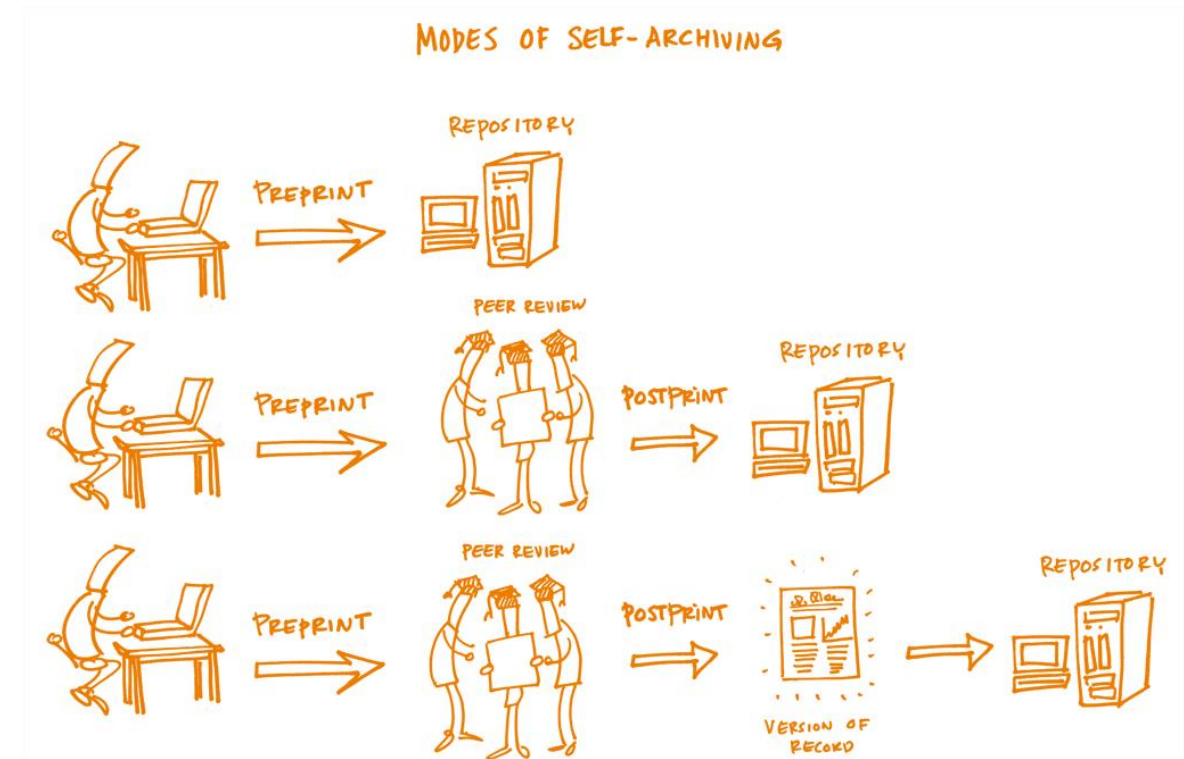 MODES OF SELF-ARCHIVING
REPOSITORY
PREPRINT
PEER REVIEW
REPOSITORY
PREPRINT
POSTPRINT
PEER REVIEW
REPOSITORY
PREPRINT
POSTPRINT
VERSION OF
RECORD